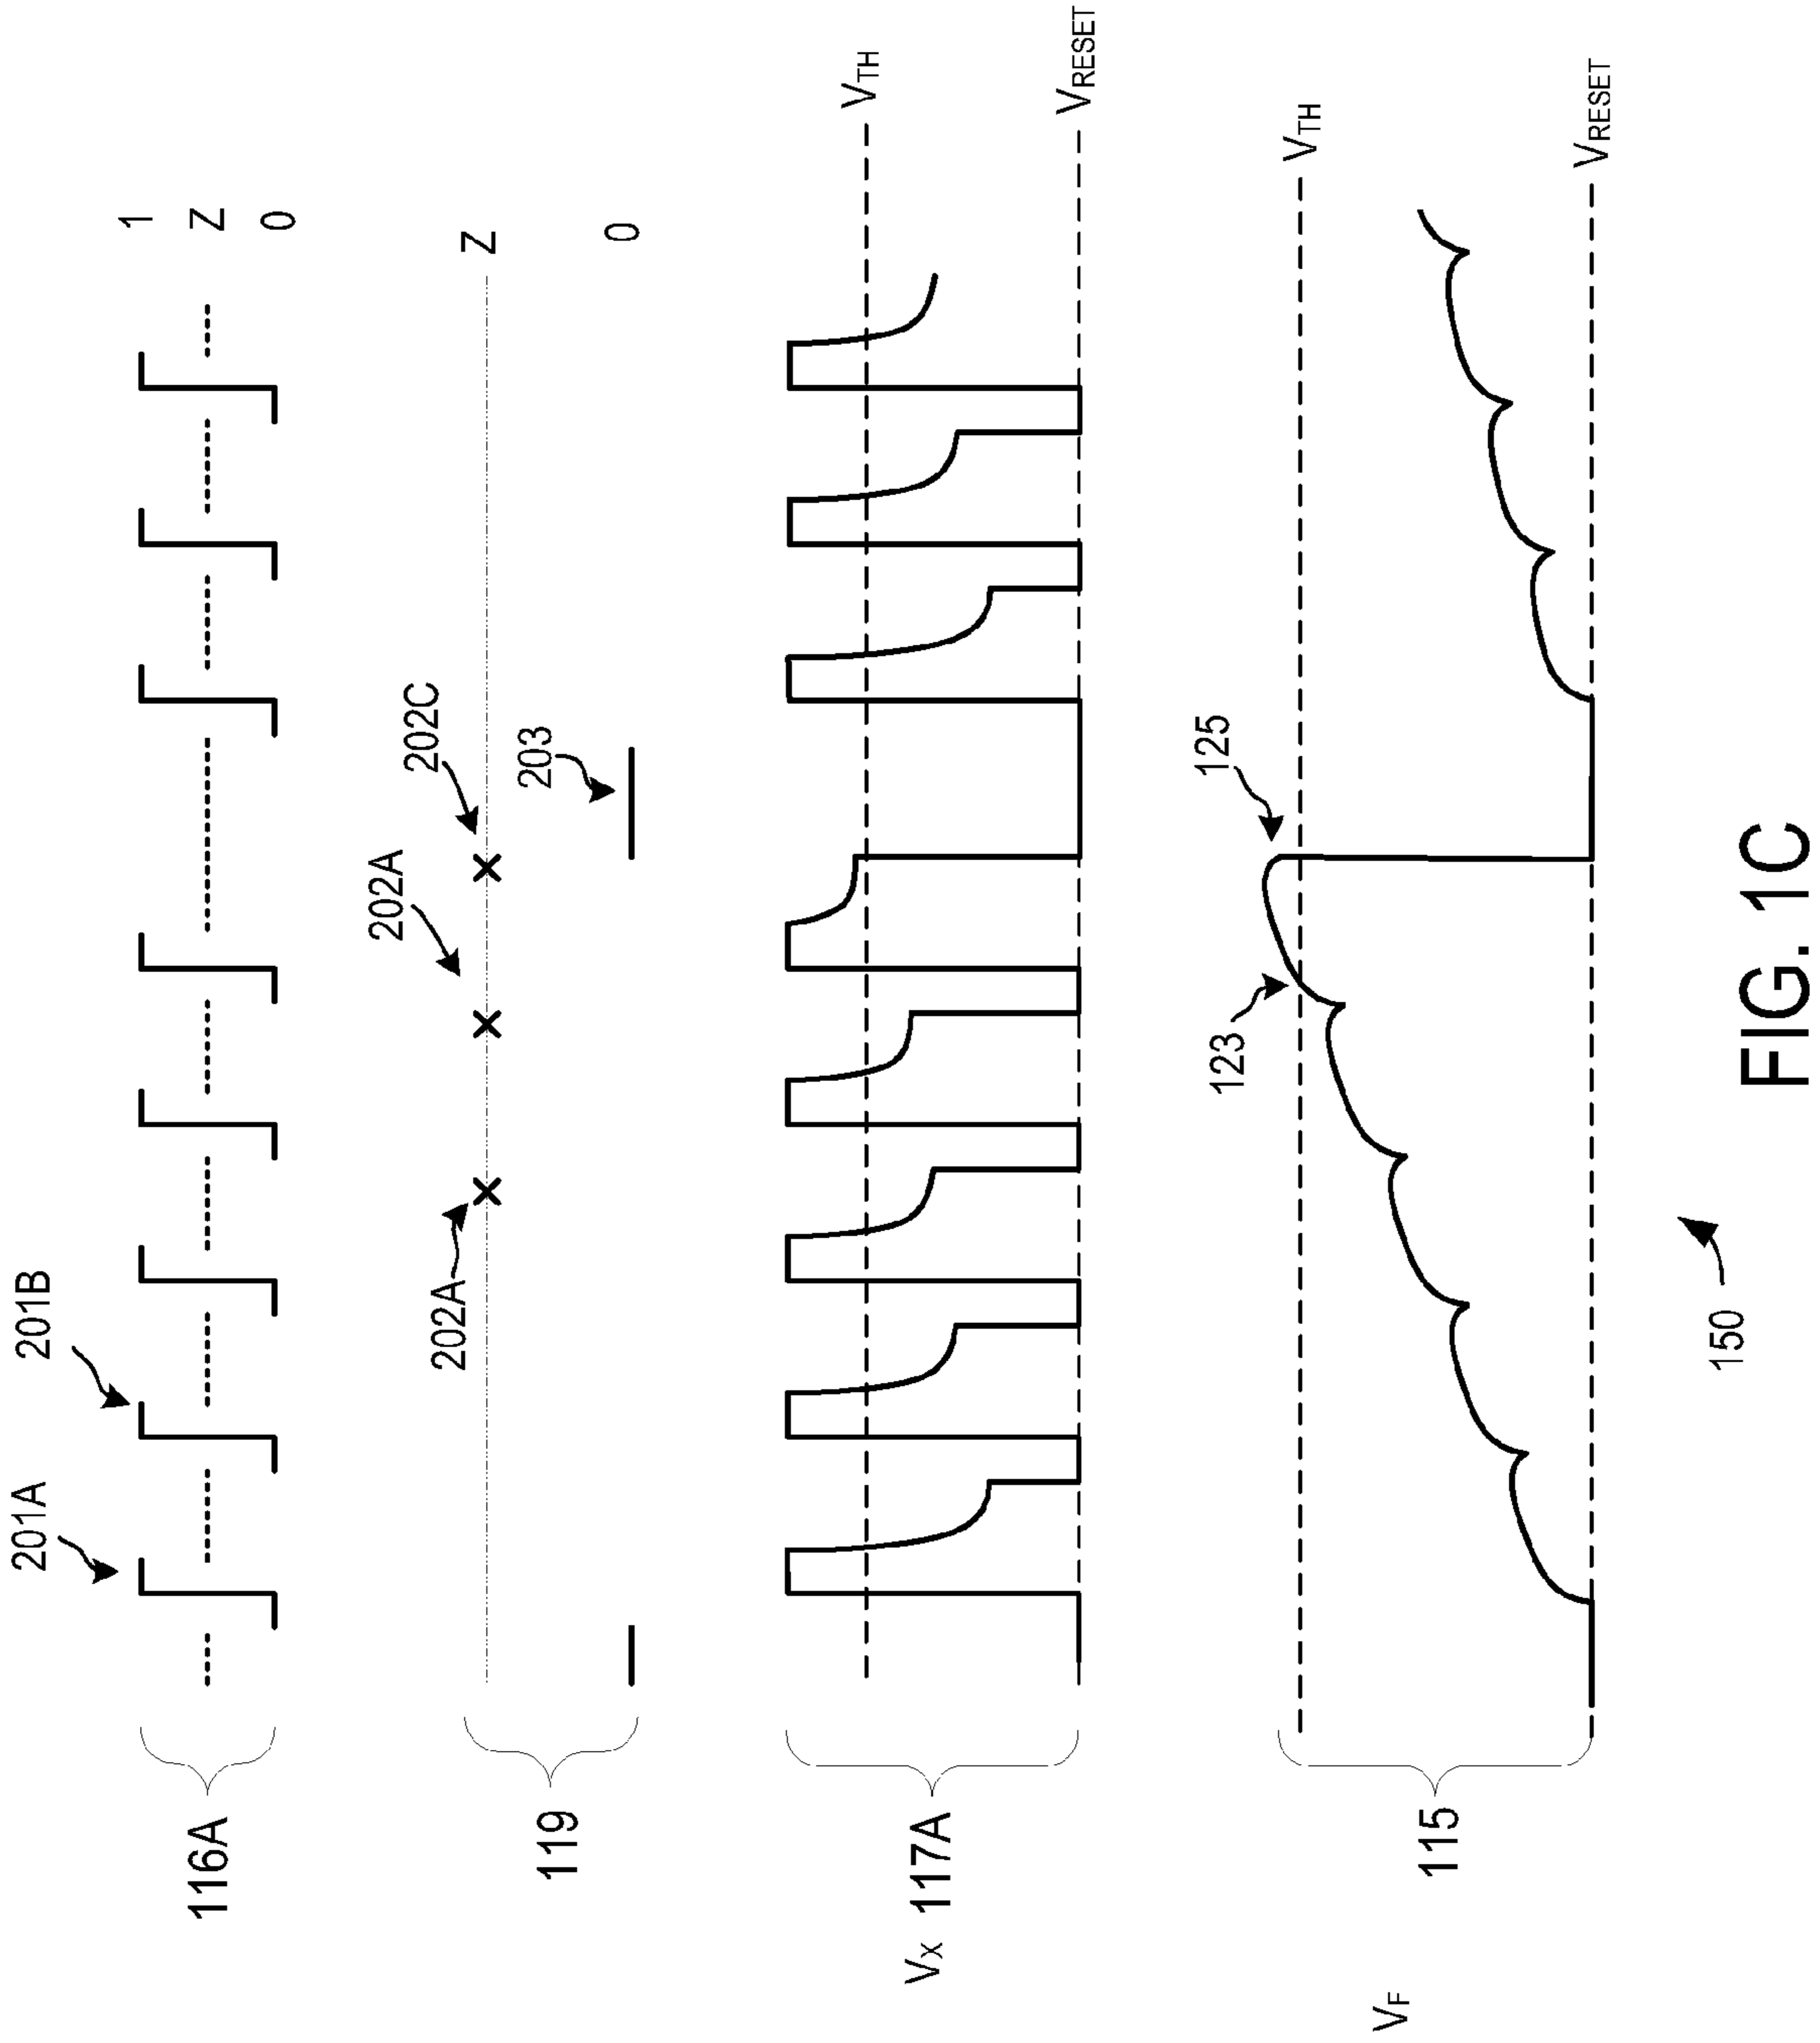 201A
201B
116A
1
Z
0
202A
202A
202C
119
203
Z
0
VX 117A
VTH
VRESET
123
125
VF
115
VTH
VRESET
150
FIG. 1C